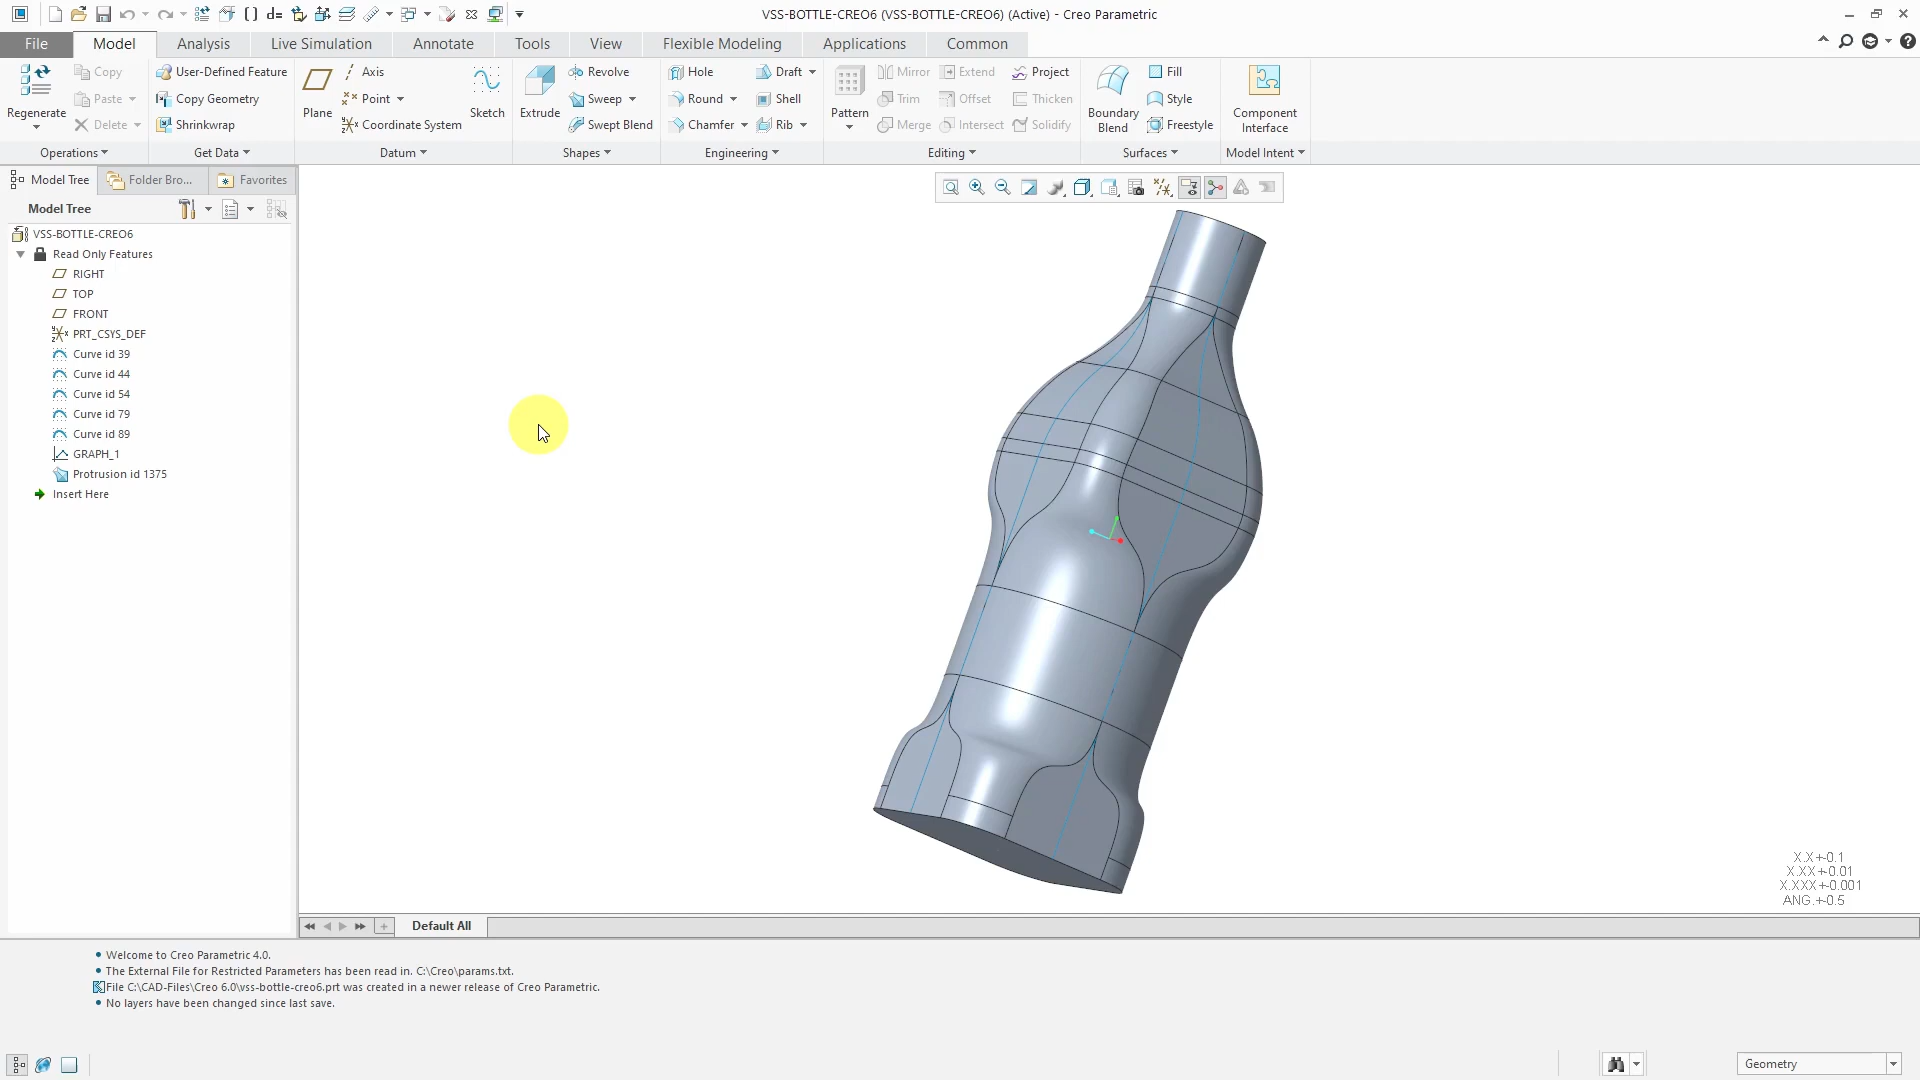 VSS-BOTTLE-CREO6 (VSS-BOTTLE-CREO6) (Active) - Creo Parametric
File Model Analysis Live Simulation Annotate Tools View Flexible Modeling Applications Common
Regenerate
Copy
Paste
Delete
Operations
User-Defined Feature
Copy Geometry
Shrinkwrap
Get Data
Plane
Axis
Point
Coordinate System
Sketch
Datum
Extrude
Revolve
Sweep
Swept Blend
Shapes
Hole
Round
Chamfer
Draft
Shell
Rib
Engineering
Pattern
Mirror
Trim
Merge
Extend
Offset
Intersect
Project
Thicken
Solidify
Editing
Boundary
Blend
Fill
Style
Freestyle
Surfaces
Component
Interface
Model Intent
Model Tree Folder Bro... Favorites
Model Tree
VSS-BOTTLE-CREO6
Read Only Features
RIGHT
TOP
FRONT
PRT_CSYS_DEF
Curve id 39
Curve id 44
Curve id 54
Curve id 79
Curve id 89
GRAPH_1
Protrusion id 1375
Insert Here
X.X+-0.1
X.XX+-0.01
X.XXX+-0.001
ANG.+-0.5
Default All
Welcome to Creo Parametric 4.0.
The External File for Restricted Parameters has been read in. C:\Creo\params.txt.
File C:\CAD-Files\Creo 6.0\vss-bottle-creo6.prt was created in a newer release of Creo Parametric.
No layers have been changed since last save.
Geometry